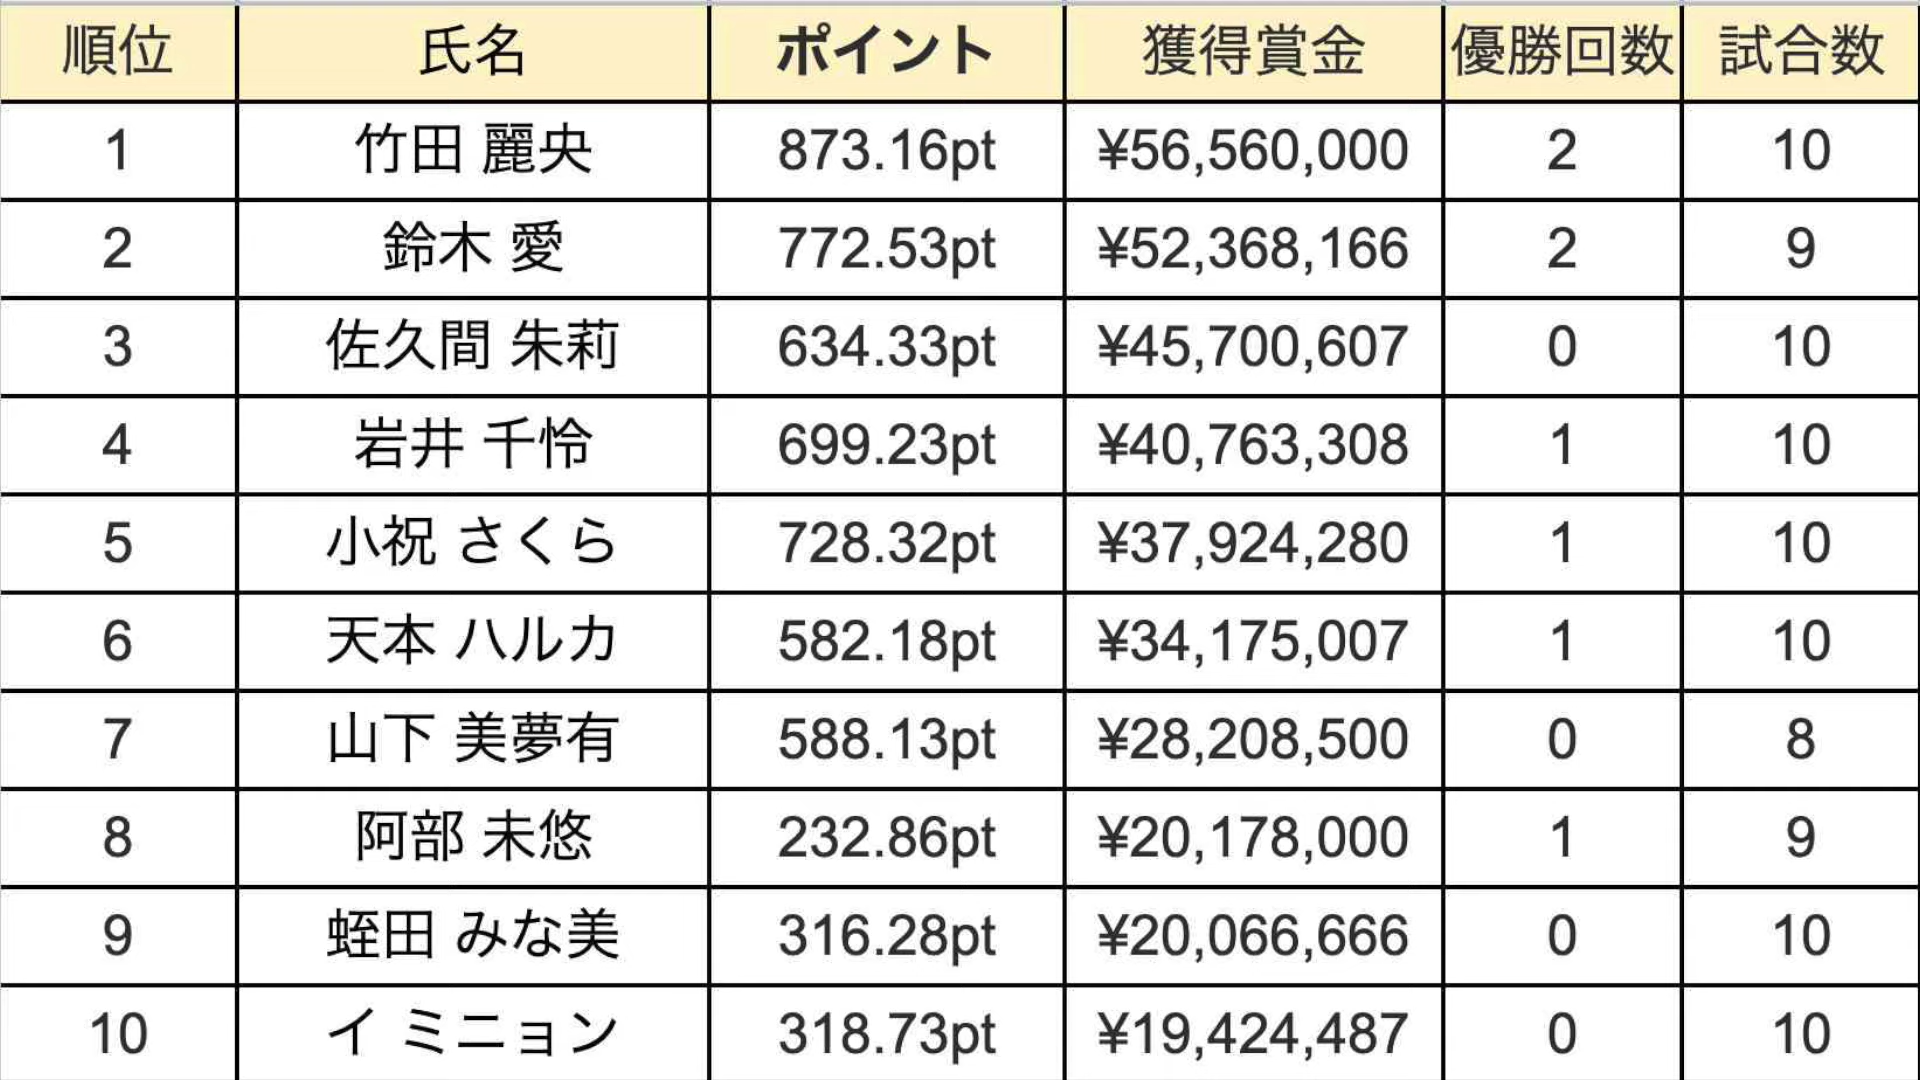 順位 氏名 ポイント 獲得賞金 優勝回数 試合数
1 竹田 麗央 873.16pt ¥56,560,000 2 10
2 鈴木 愛 772.53pt ¥52,368,166 2 9
3 佐久間 朱莉 634.33pt ¥45,700,607 0 10
4 岩井 千怜 699.23pt ¥40,763,308 1 10
5 小祝 さくら 728.32pt ¥37,924,280 1 10
6 天本 ハルカ 582.18pt ¥34,175,007 1 10
7 山下 美夢有 588.13pt ¥28,208,500 0 8
8 阿部 未悠 232.86pt ¥20,178,000 1 9
9 蛭田 みな美 316.28pt ¥20,066,666 0 10
10 イ ミニョン 318.73pt ¥19,424,487 0 10